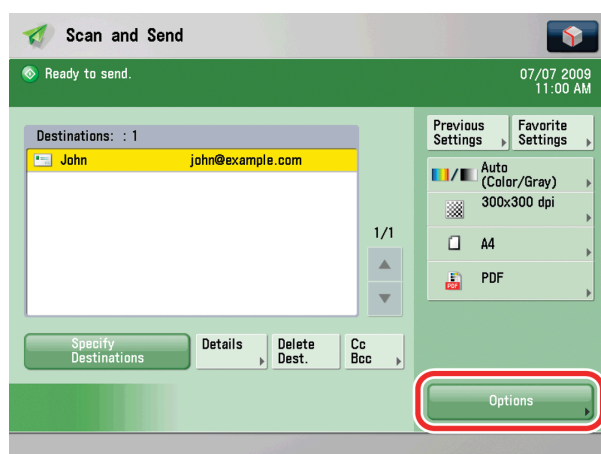 Scan and Send
Ready to send.
07/07 2009
11:00 AM
Destinations: : 1
John john@example.com
1/1
Previous
Settings
Favorite
Settings
Auto
(Color/Gray)
300x300 dpi
A4
PDF
PDF
Specify
Destinations
Details
Delete
Dest.
Cc
Bcc
Options